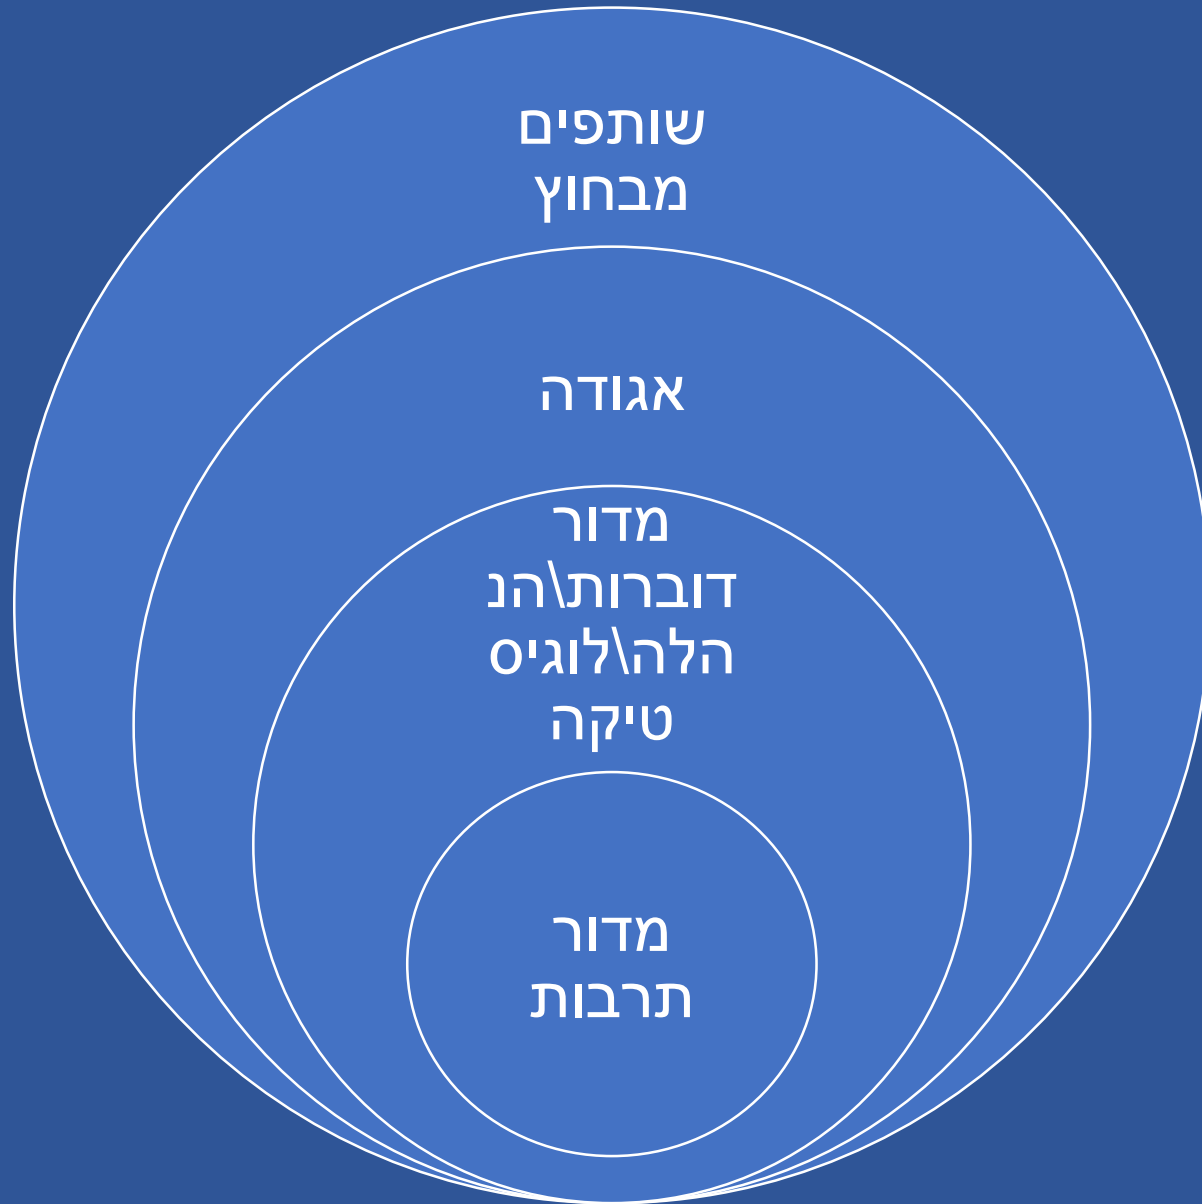 שותפים
מבחוץ
אגודה
מדור
דוברות\הנ
הלה\לוגיס
טיקה
מדור
תרבות